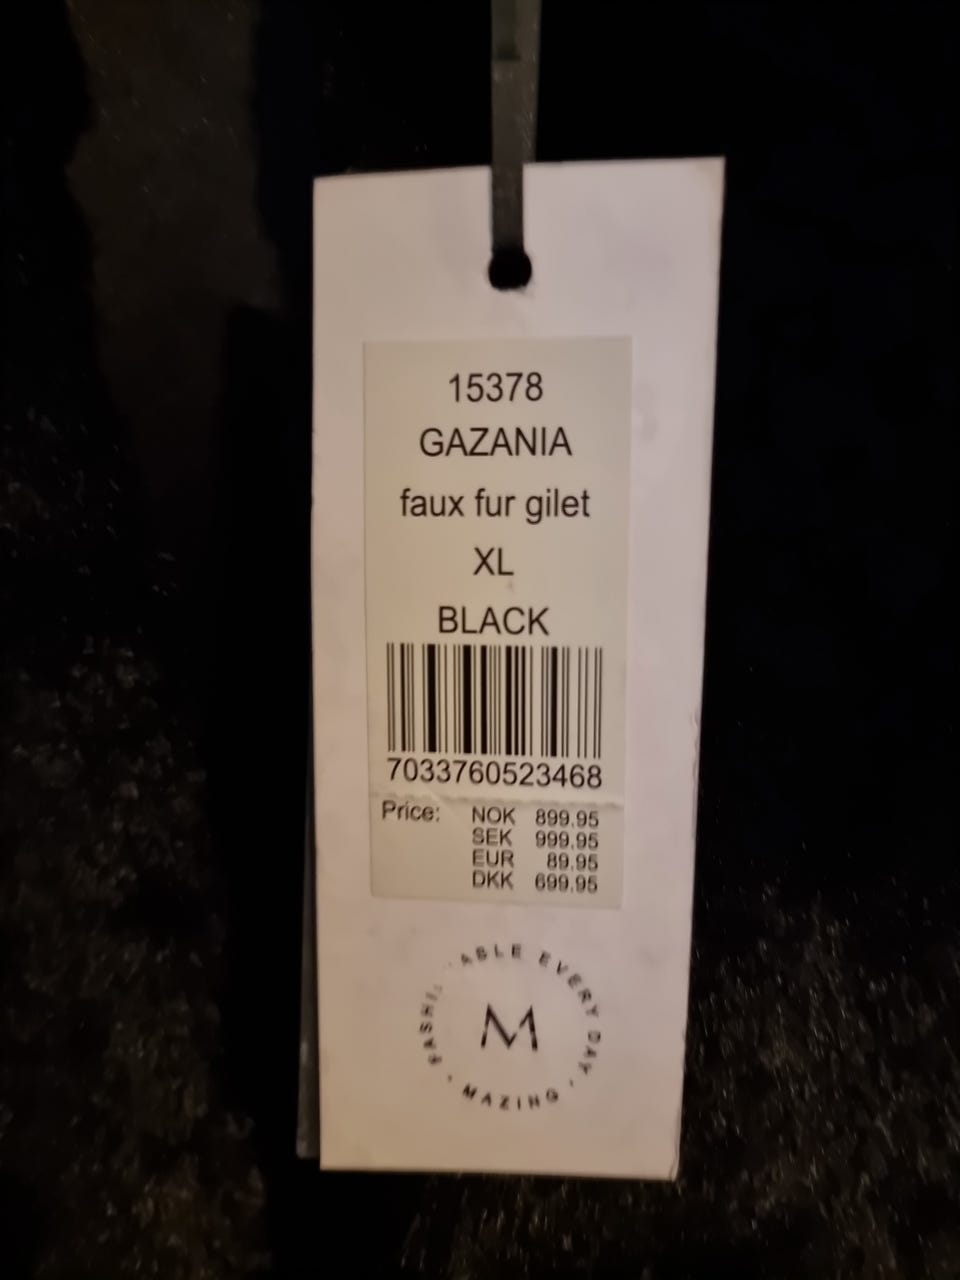 15378
GAZANIA
faux fur gilet
XL
BLACK
7033760523468
Price: NOK 899.95
SEK 999.95
EUR 89.95
DKK 699.95
EVERY DAY
M
MAZING